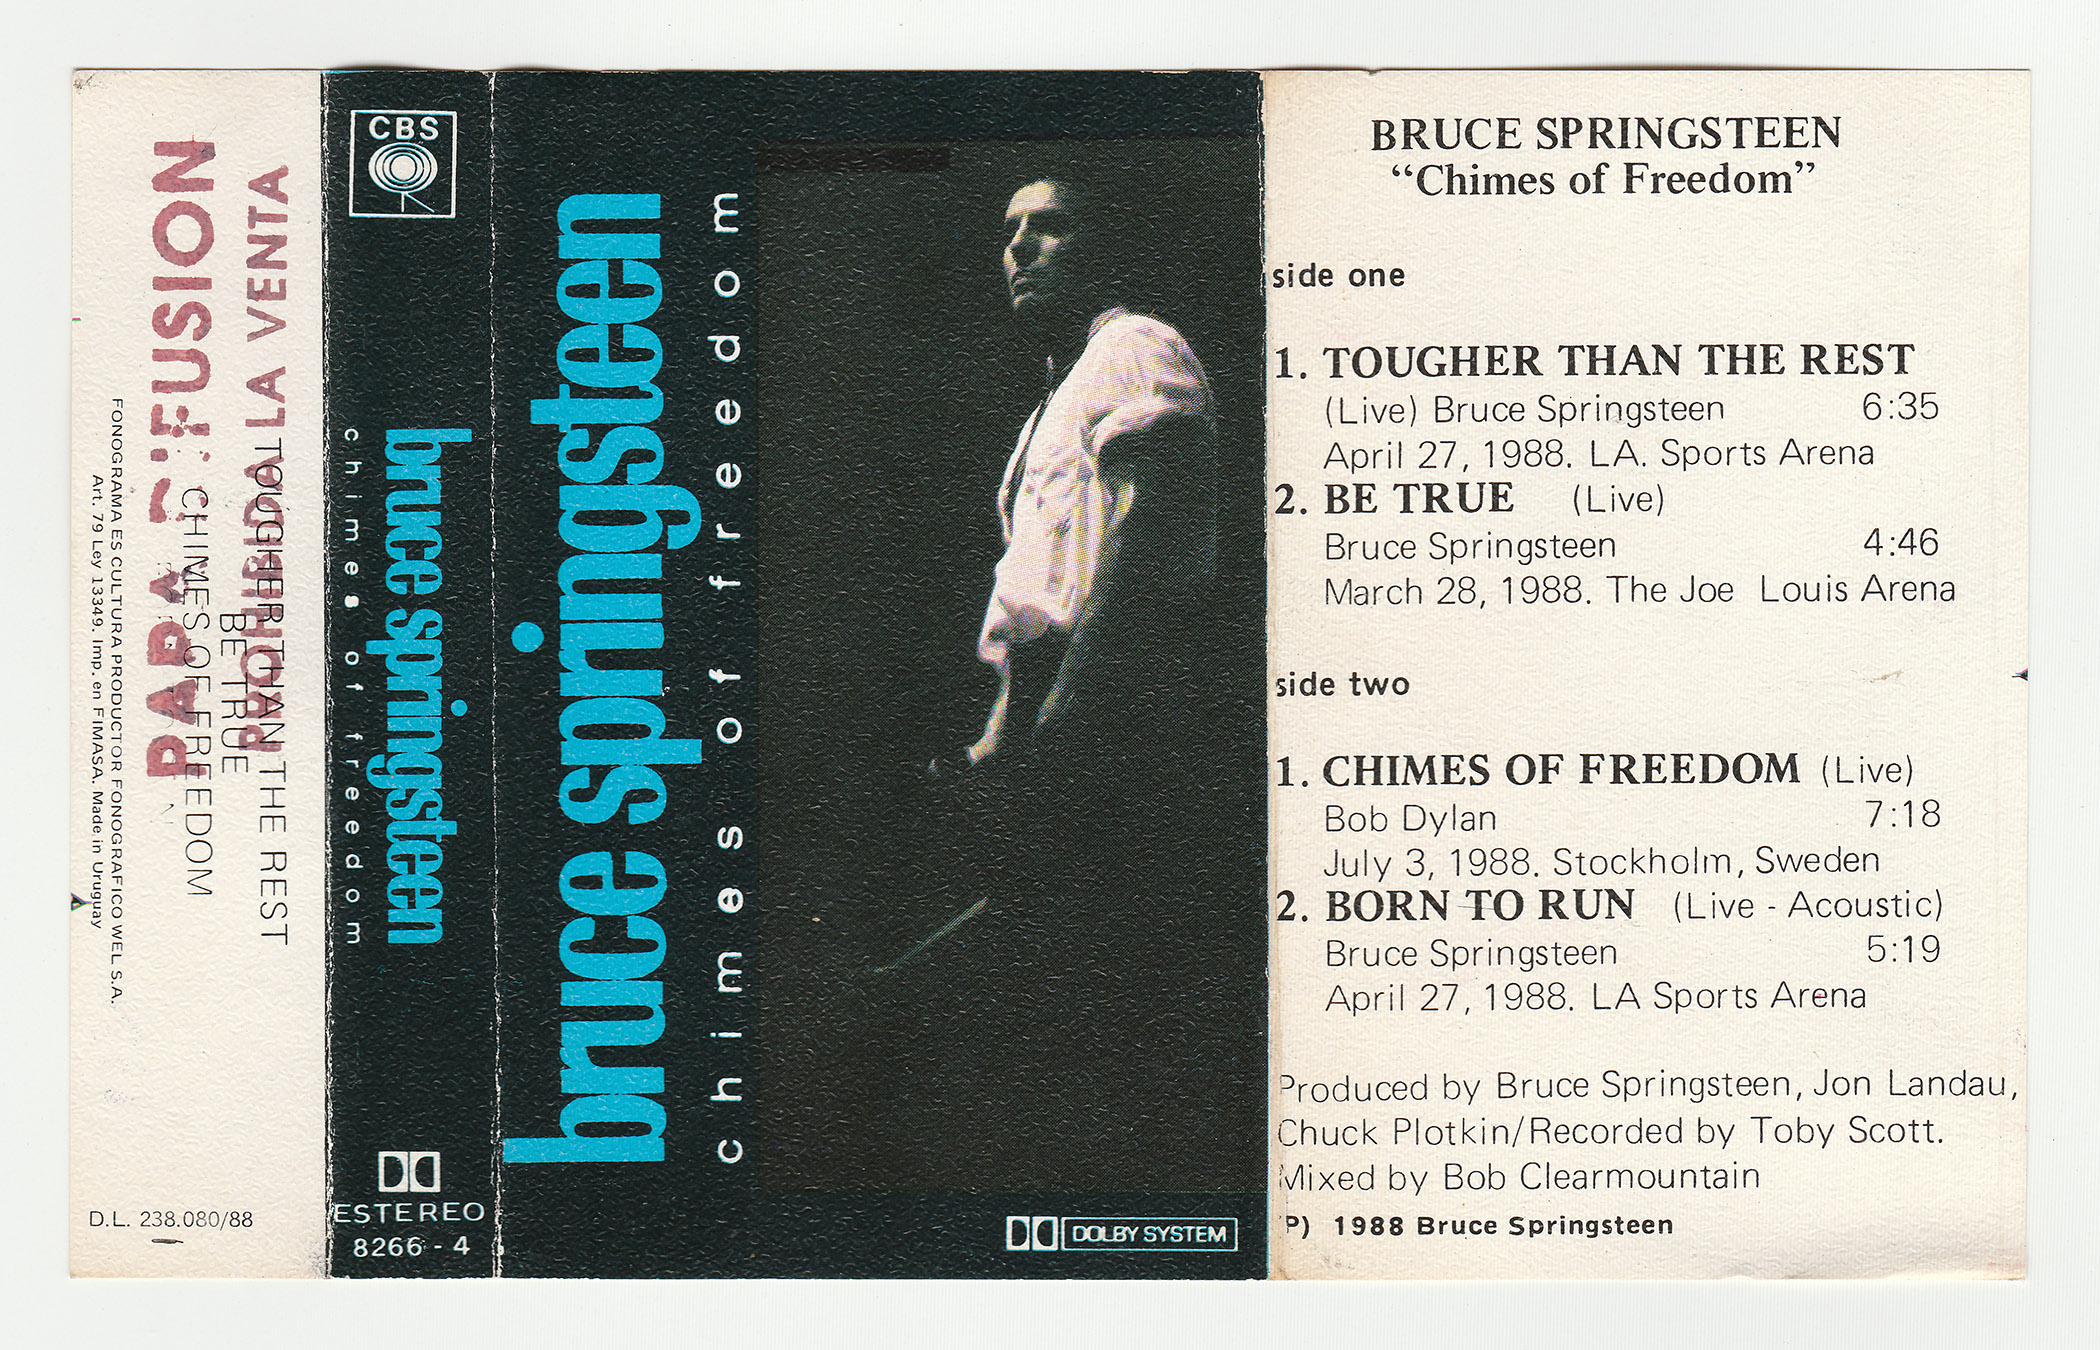 PARA DIFUSION
PROHIBIDA LA VENTA
TOUGHER THAN THE REST
BE TRUE
CHIMES OF FREEDOM
FONOGRAMA ES CULTURA PRODUCTOR FONOGRAFICO WEL S.A.
Art. 79 Ley 13349. Imp. en FIMASA. Made in Uruguay
D.L. 238.080/88
CBS
bruce springsteen
chimes of freedom
ESTEREO
8266 - 4
bruce springsteen
chimes of freedom
DOLBY SYSTEM
BRUCE SPRINGSTEEN
“Chimes of Freedom”
side one
1. TOUGHER THAN THE REST
(Live) Bruce Springsteen 6:35
April 27, 1988. LA. Sports Arena
2. BE TRUE (Live)
Bruce Springsteen 4:46
March 28, 1988. The Joe Louis Arena
side two
1. CHIMES OF FREEDOM (Live)
Bob Dylan 7:18
July 3, 1988. Stockholm, Sweden
2. BORN TO RUN (Live - Acoustic)
Bruce Springsteen 5:19
April 27, 1988. LA Sports Arena
Produced by Bruce Springsteen, Jon Landau,
Chuck Plotkin/Recorded by Toby Scott.
Mixed by Bob Clearmountain
P) 1988 Bruce Springsteen